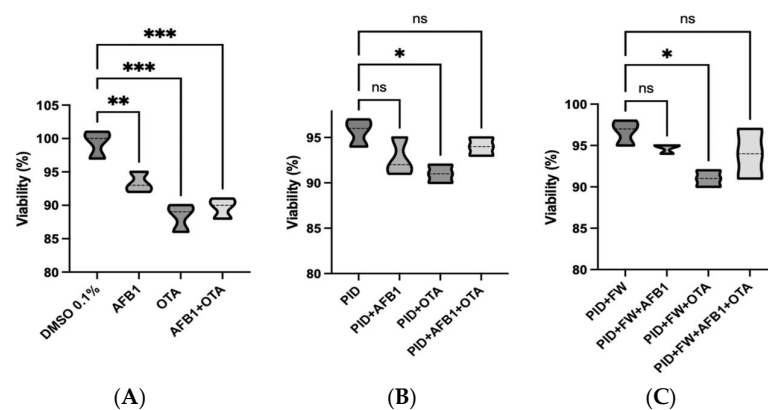 ***
***
**
Viability (%)
105
100
95
90
85
80
DMSO 0.1%
AFB1
OTA
AFB1+OTA
(A)
ns
*
ns
Viability (%)
95
90
85
80
PID
PID+AFB1
PID+OTA
PID+AFB1+OTA
(B)
ns
*
ns
Viability (%)
100
95
90
85
80
PID+FW
PID+FW+AFB1
PID+FW+OTA
PID+FW+AFB1+OTA
(C)